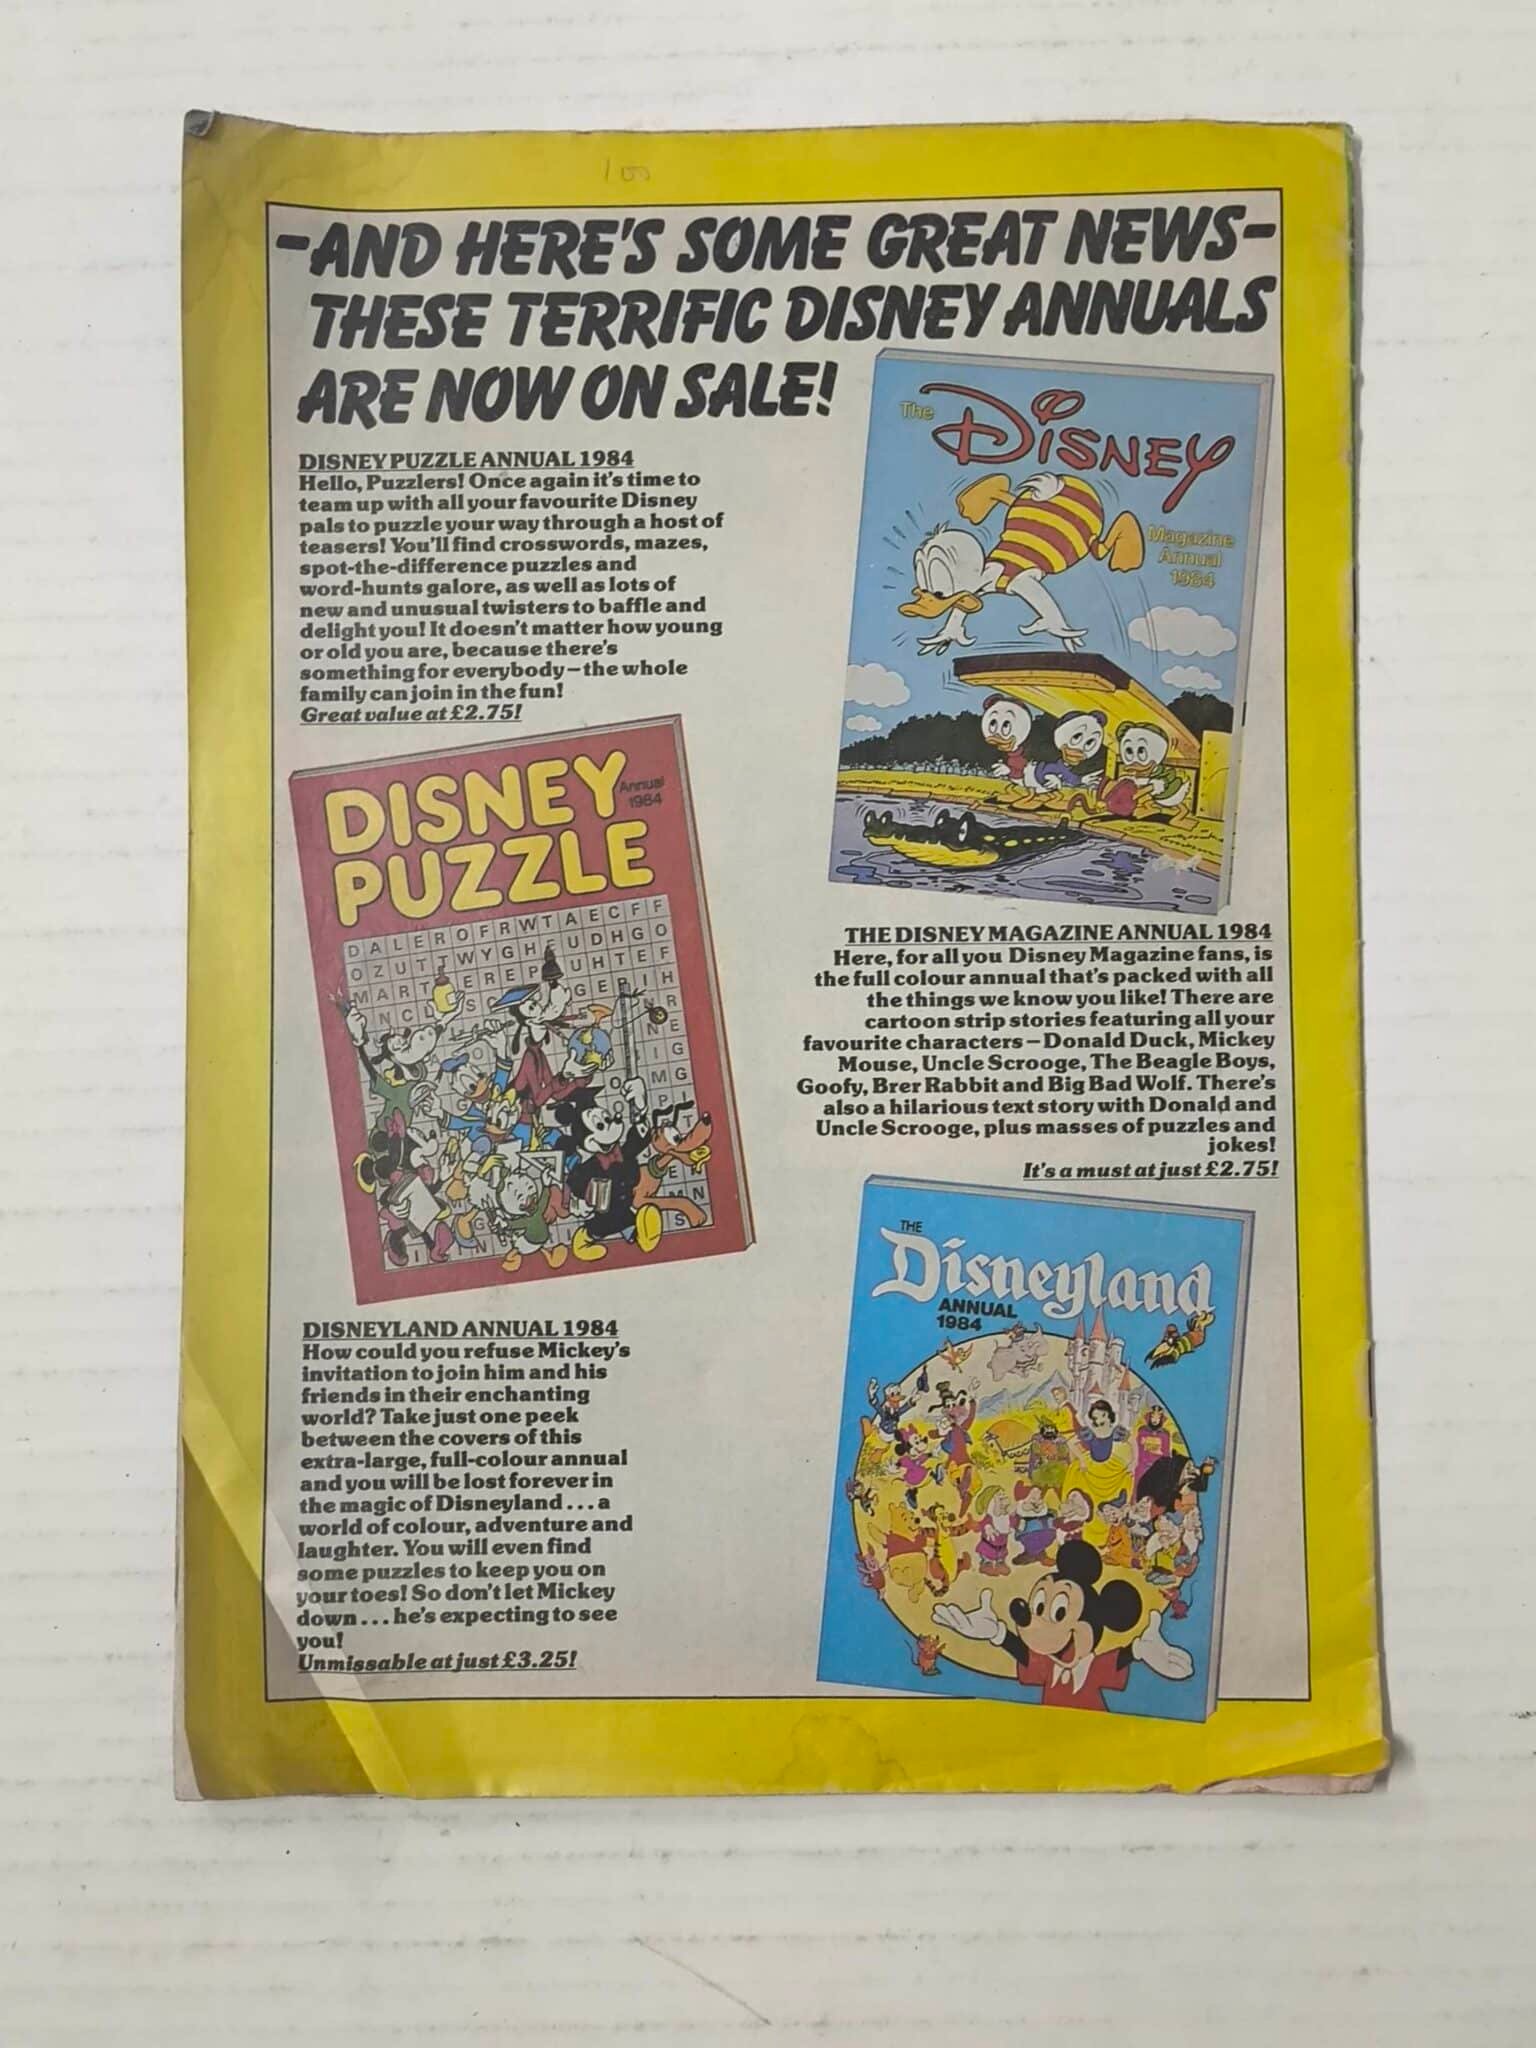 100
-AND HERE'S SOME GREAT NEWS-
THESE TERRIFIC DISNEY ANNUALS
ARE NOW ON SALE!
DISNEY PUZZLE ANNUAL 1984
Hello, Puzzlers! Once again it's time to
team up with all your favourite Disney
pals to puzzle your way through a host of
teasers! You'll find crosswords, mazes,
spot-the-difference puzzles and
word-hunts galore, as well as lots of
new and unusual twisters to baffle and
delight you! It doesn't matter how young
or old you are, because there's
something for everybody—the whole
family can join in the fun!
Great value at £2.75!
The
Disney
Magazine
Annual
1984
DISNEY
Annual
1984
PUZZLE
DALEROFRWTAECFF
THE DISNEY MAGAZINE ANNUAL 1984
Here, for all you Disney Magazine fans, is
the full colour annual that's packed with all
the things we know you like! There are
cartoon strip stories featuring all your
favourite characters—Donald Duck, Mickey
Mouse, Uncle Scrooge, The Beagle Boys,
Goofy, Brer Rabbit and Big Bad Wolf. There's
also a hilarious text story with Donald and
Uncle Scrooge, plus masses of puzzles and
jokes!
It's a must at just £2.75!
DISNEYLAND ANNUAL 1984
How could you refuse Mickey's
invitation to join him and his
friends in their enchanting
world? Take just one peek
between the covers of this
extra-large, full-colour annual
and you will be lost forever in
the magic of Disneyland...a
world of colour, adventure and
laughter. You will even find
some puzzles to keep you on
your toes! So don't let Mickey
down...he's expecting to see
you!
Unmissable at just £3.25!
THE
Disneyland
ANNUAL
1984